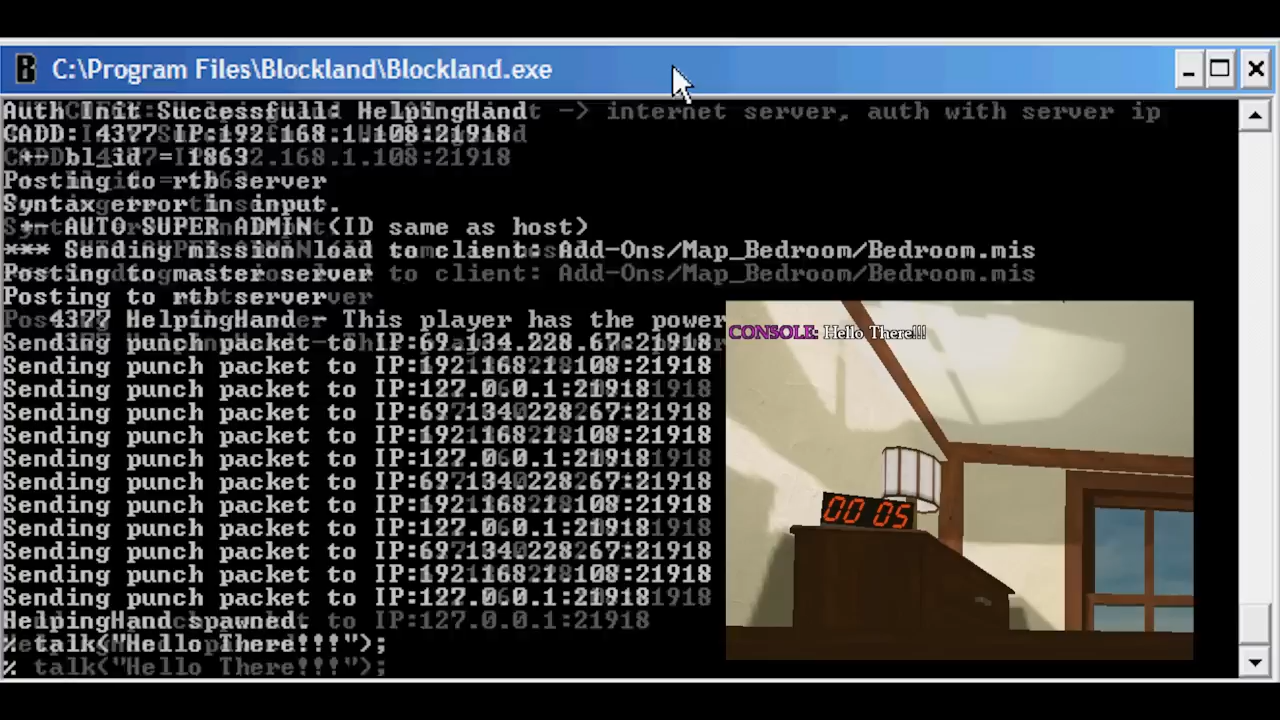 C:\Program Files\Blockland\Blockland.exe
Auth Init Successfull: HelpingHand -> internet server, auth with server ip
CADD: 4377 IP:192.168.1.108:21918
+- bl_id = 1863
Posting to rtb server
Syntax error in input.
+- AUTO SUPER ADMIN (ID same as host)
*** Sending mission load to client: Add-Ons/Map_Bedroom/Bedroom.mis
Posting to master server
Posting to rtb server
4377 HelpingHand - This player has the power
Sending punch packet to IP:69.134.228.67:21918
Sending punch packet to IP:192.168.1.108:21918
Sending punch packet to IP:127.0.0.1:21918
Sending punch packet to IP:69.134.228.67:21918
Sending punch packet to IP:192.168.1.108:21918
Sending punch packet to IP:127.0.0.1:21918
Sending punch packet to IP:69.134.228.67:21918
Sending punch packet to IP:192.168.1.108:21918
Sending punch packet to IP:127.0.0.1:21918
Sending punch packet to IP:69.134.228.67:21918
Sending punch packet to IP:192.168.1.108:21918
Sending punch packet to IP:127.0.0.1:21918
HelpingHand spawned.
% talk("Hello There!!!");
% talk("Hello There!!!");
CONSOLE: Hello There!!!
00 05